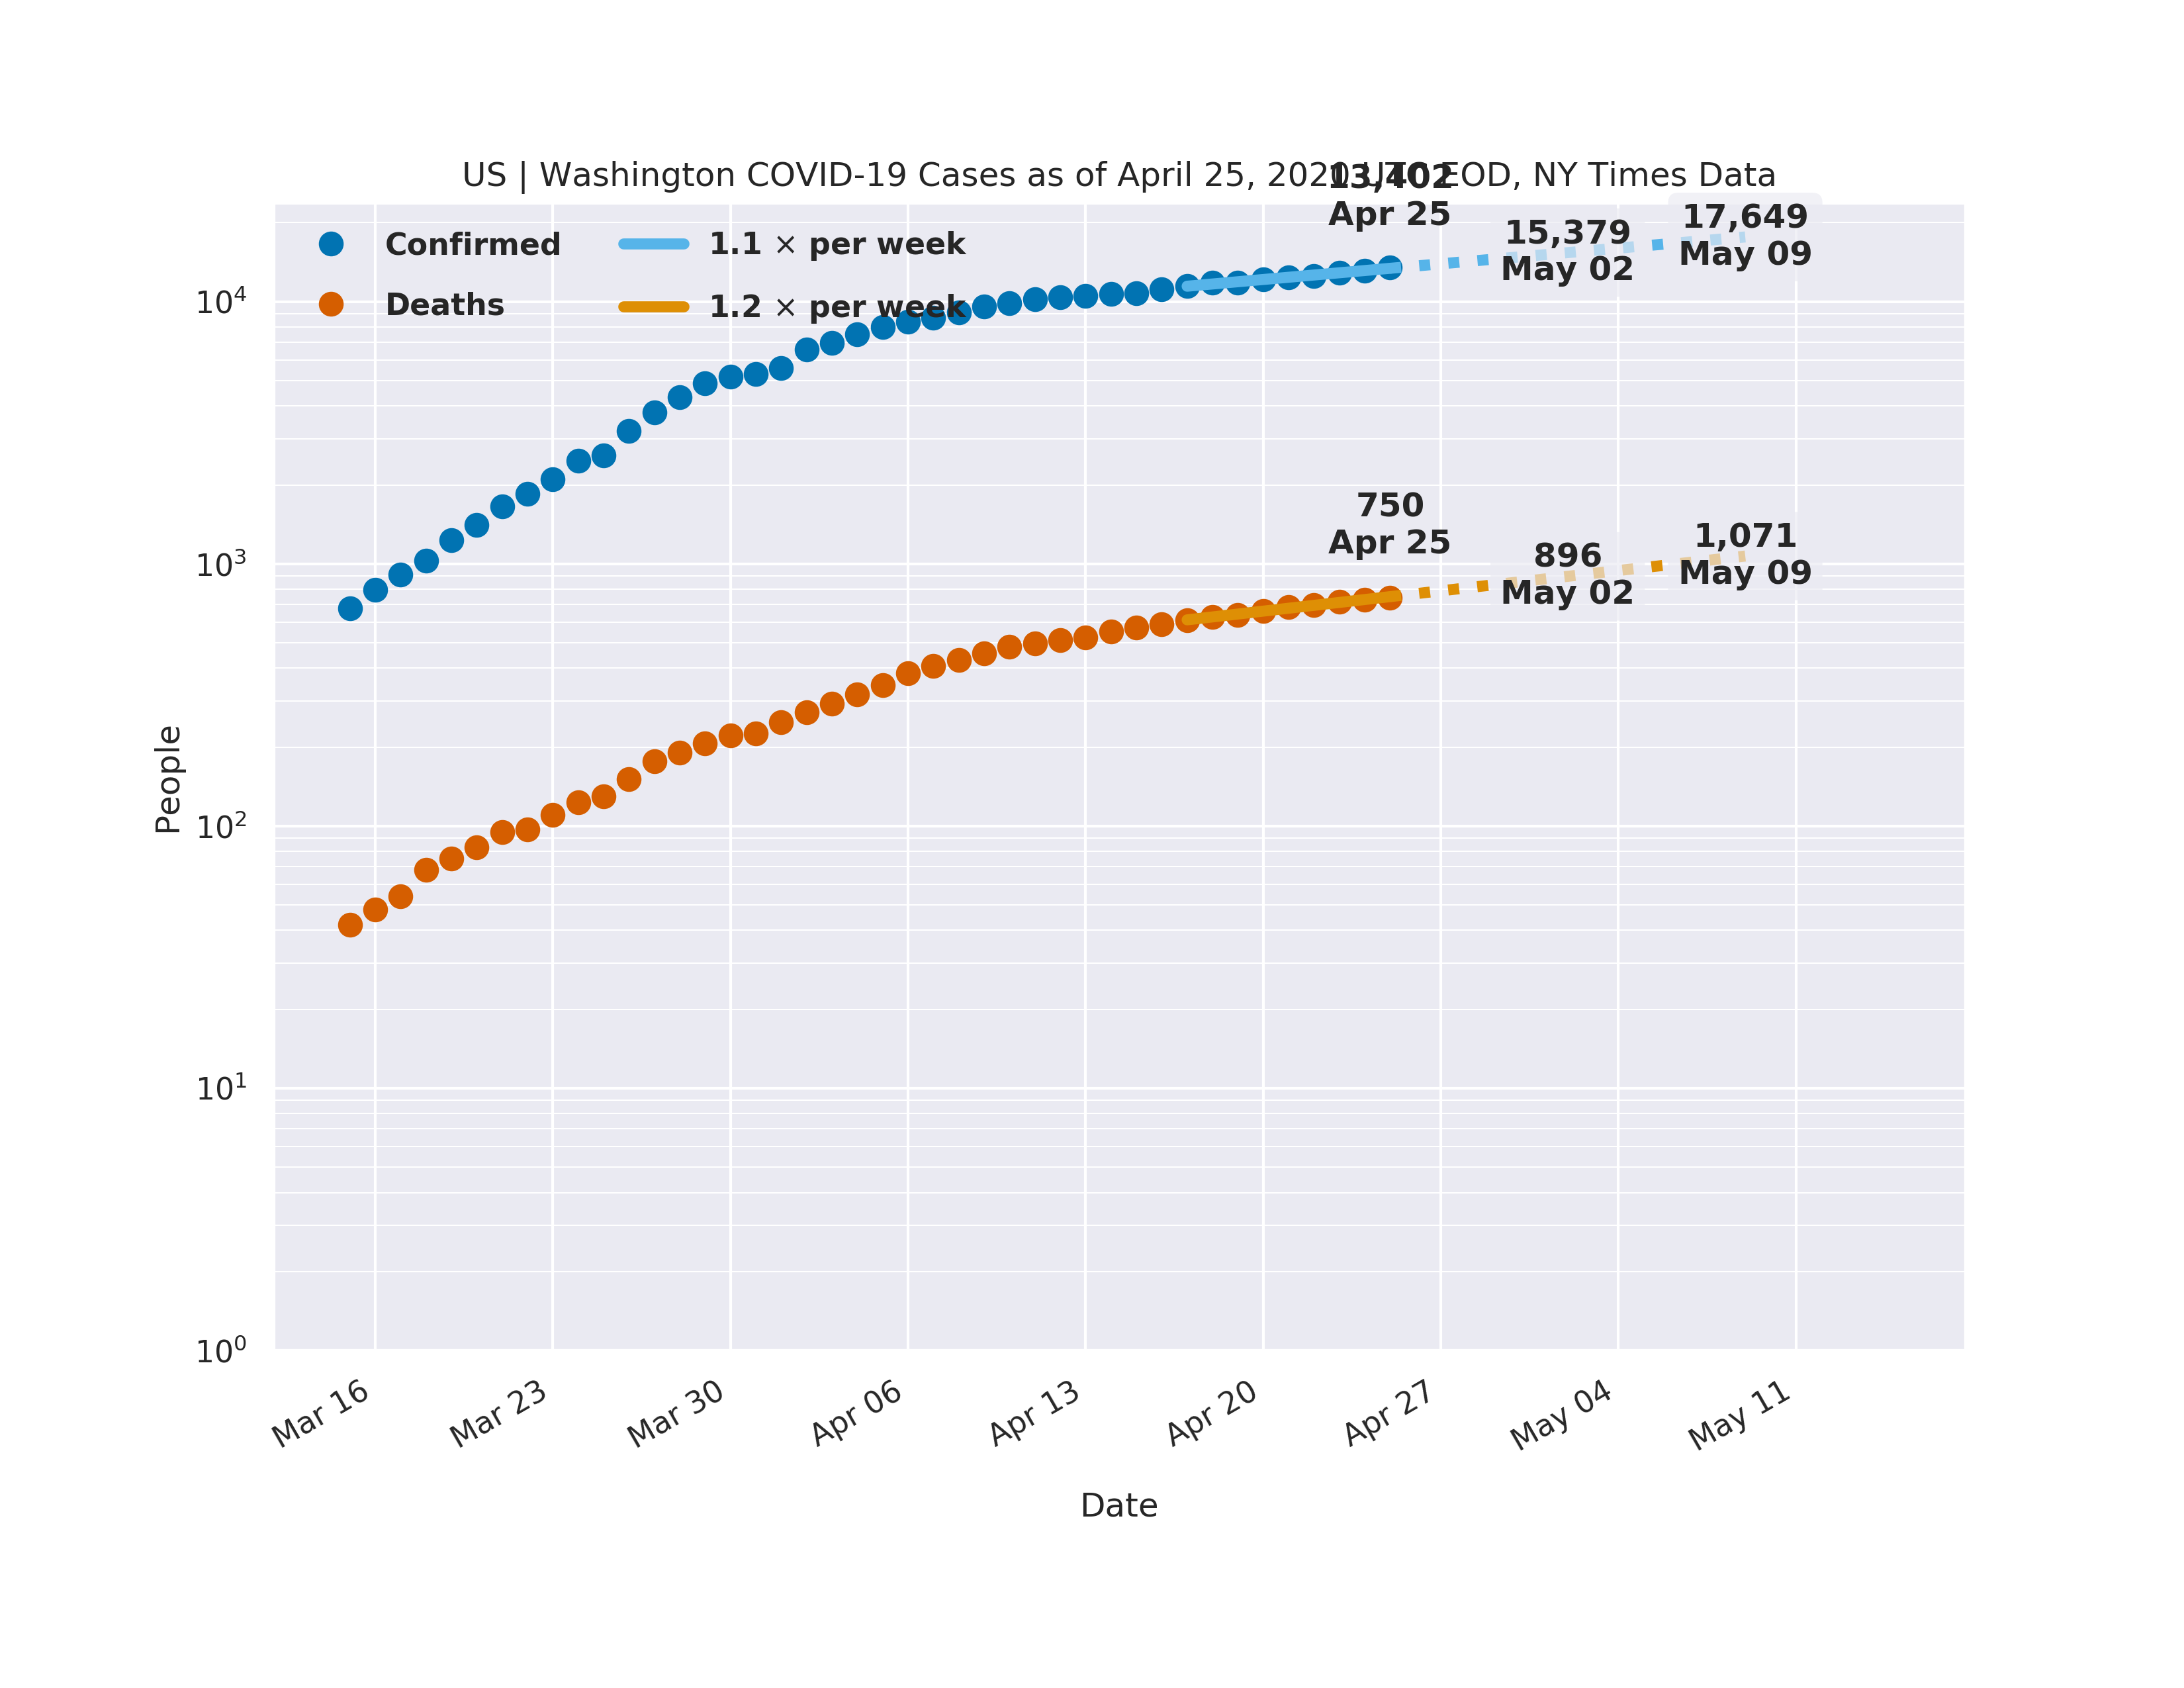 US | Washington COVID-19 Cases as of April 25, 2020 UTC EOD, NY Times Data
13,402
Apr 25
15,379
May 02
17,649
May 09
Confirmed
Deaths
1.1 × per week
1.2 × per week
750
Apr 25
896
May 02
1,071
May 09
People
10⁴
10³
10²
10¹
10⁰
Mar 16
Mar 23
Mar 30
Apr 06
Apr 13
Apr 20
Apr 27
May 04
May 11
Date